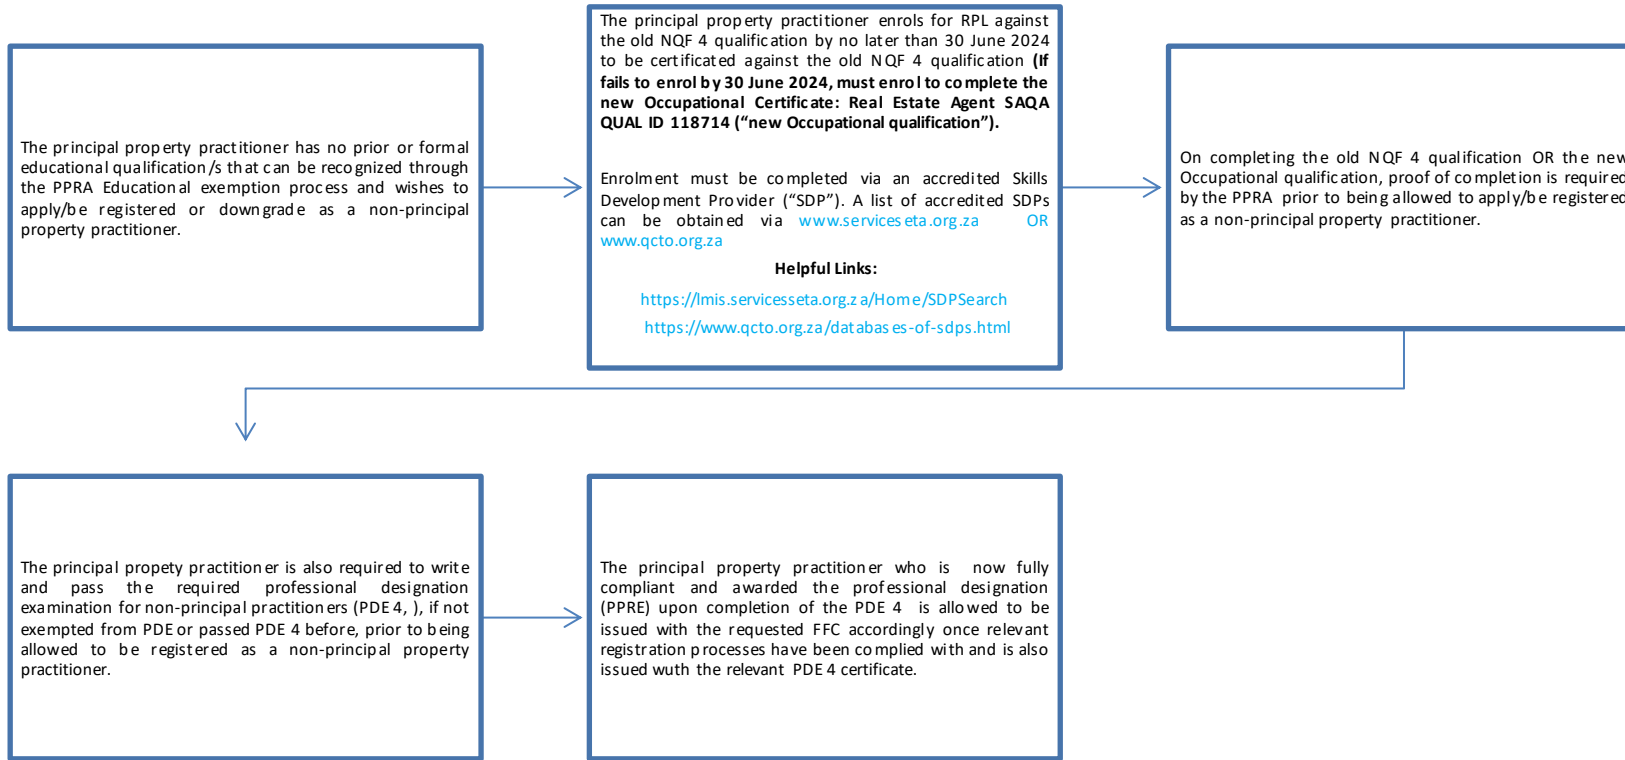 The principal property practitioner has no prior or formal
educational qualification/s that can be recognized through
the PPRA Educational exemption process and wishes to
apply/be registered or downgrade as a non-principal
property practitioner.
The principal property practitioner enrols for RPL against
the old NQF 4 qualification by no later than 30 June 2024
to be certificated against the old NQF 4 qualification (If
fails to enrol by 30 June 2024, must enrol to complete the
new Occupational Certificate: Real Estate Agent SAQA
QUAL ID 118714 (“new Occupational qualification”).
Enrolment must be completed via an accredited Skills
Development Provider (“SDP”). A list of accredited SDPs
can be obtained via www.serviceseta.org.za OR
www.qcto.org.za
Helpful Links:
https://lmis.servicesseta.org.za/Home/SDPSearch
https://www.qcto.org.za/databases-of-sdps.html
On completing the old NQF 4 qualification OR the new
Occupational qualification, proof of completion is required
by the PPRA prior to being allowed to apply/be registered
as a non-principal property practitioner.
The principal propety practitioner is also required to write
and pass the required professional designation
examination for non-principal practitioners (PDE 4, ), if not
exempted from PDE or passed PDE 4 before, prior to being
allowed to be registered as a non-principal property
practitioner.
The principal property practitioner who is now fully
compliant and awarded the professional designation
(PPRE) upon completion of the PDE 4 is allowed to be
issued with the requested FFC accordingly once relevant
registration processes have been complied with and is also
issued wuth the relevant PDE 4 certificate.